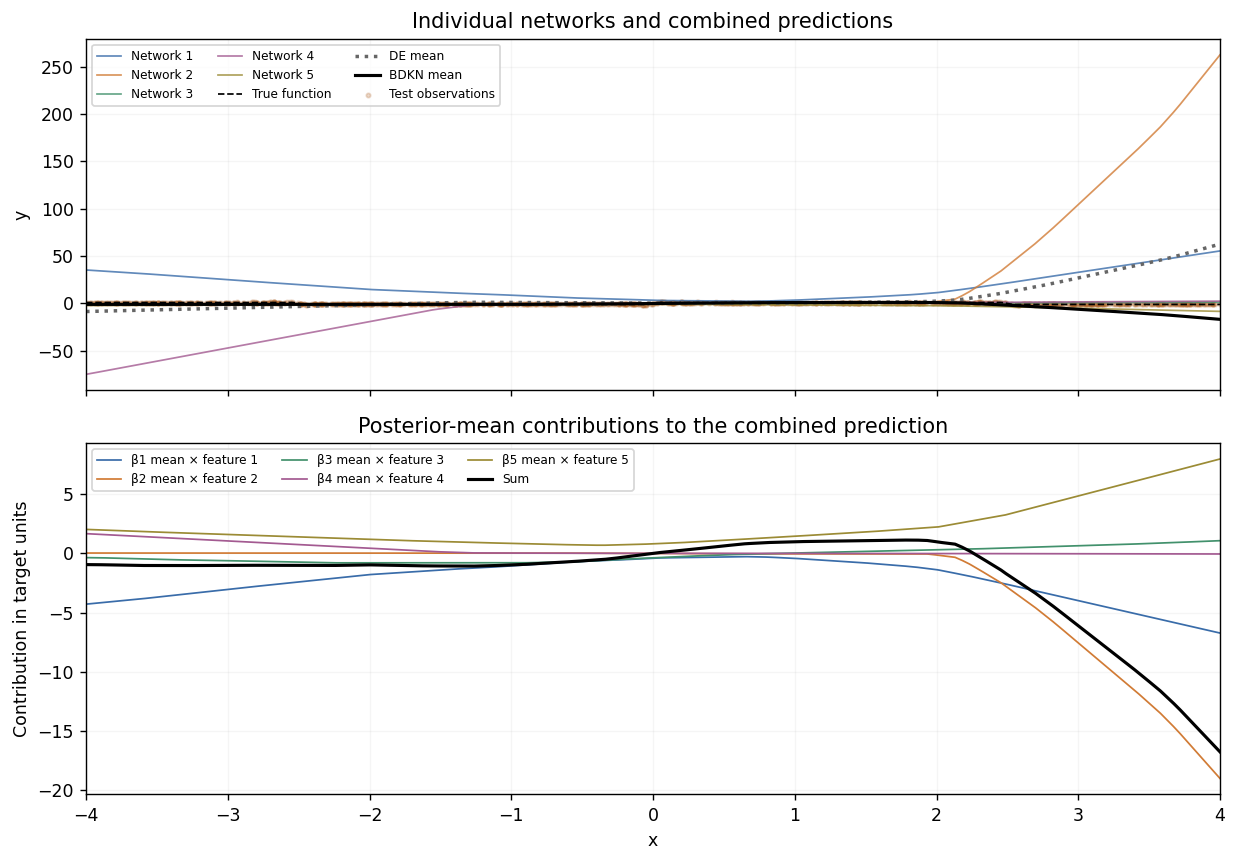 Individual networks and combined predictions
Network 1 Network 4 DE mean
Network 2 Network 5 BDKN mean
Network 3 True function Test observations
250
200
150
100
50
0
−50
y
Posterior-mean contributions to the combined prediction
β1 mean × feature 1 β3 mean × feature 3 β5 mean × feature 5
β2 mean × feature 2 β4 mean × feature 4 Sum
5
0
−5
−10
−15
−20
Contribution in target units
−4 −3 −2 −1 0 1 2 3 4
x